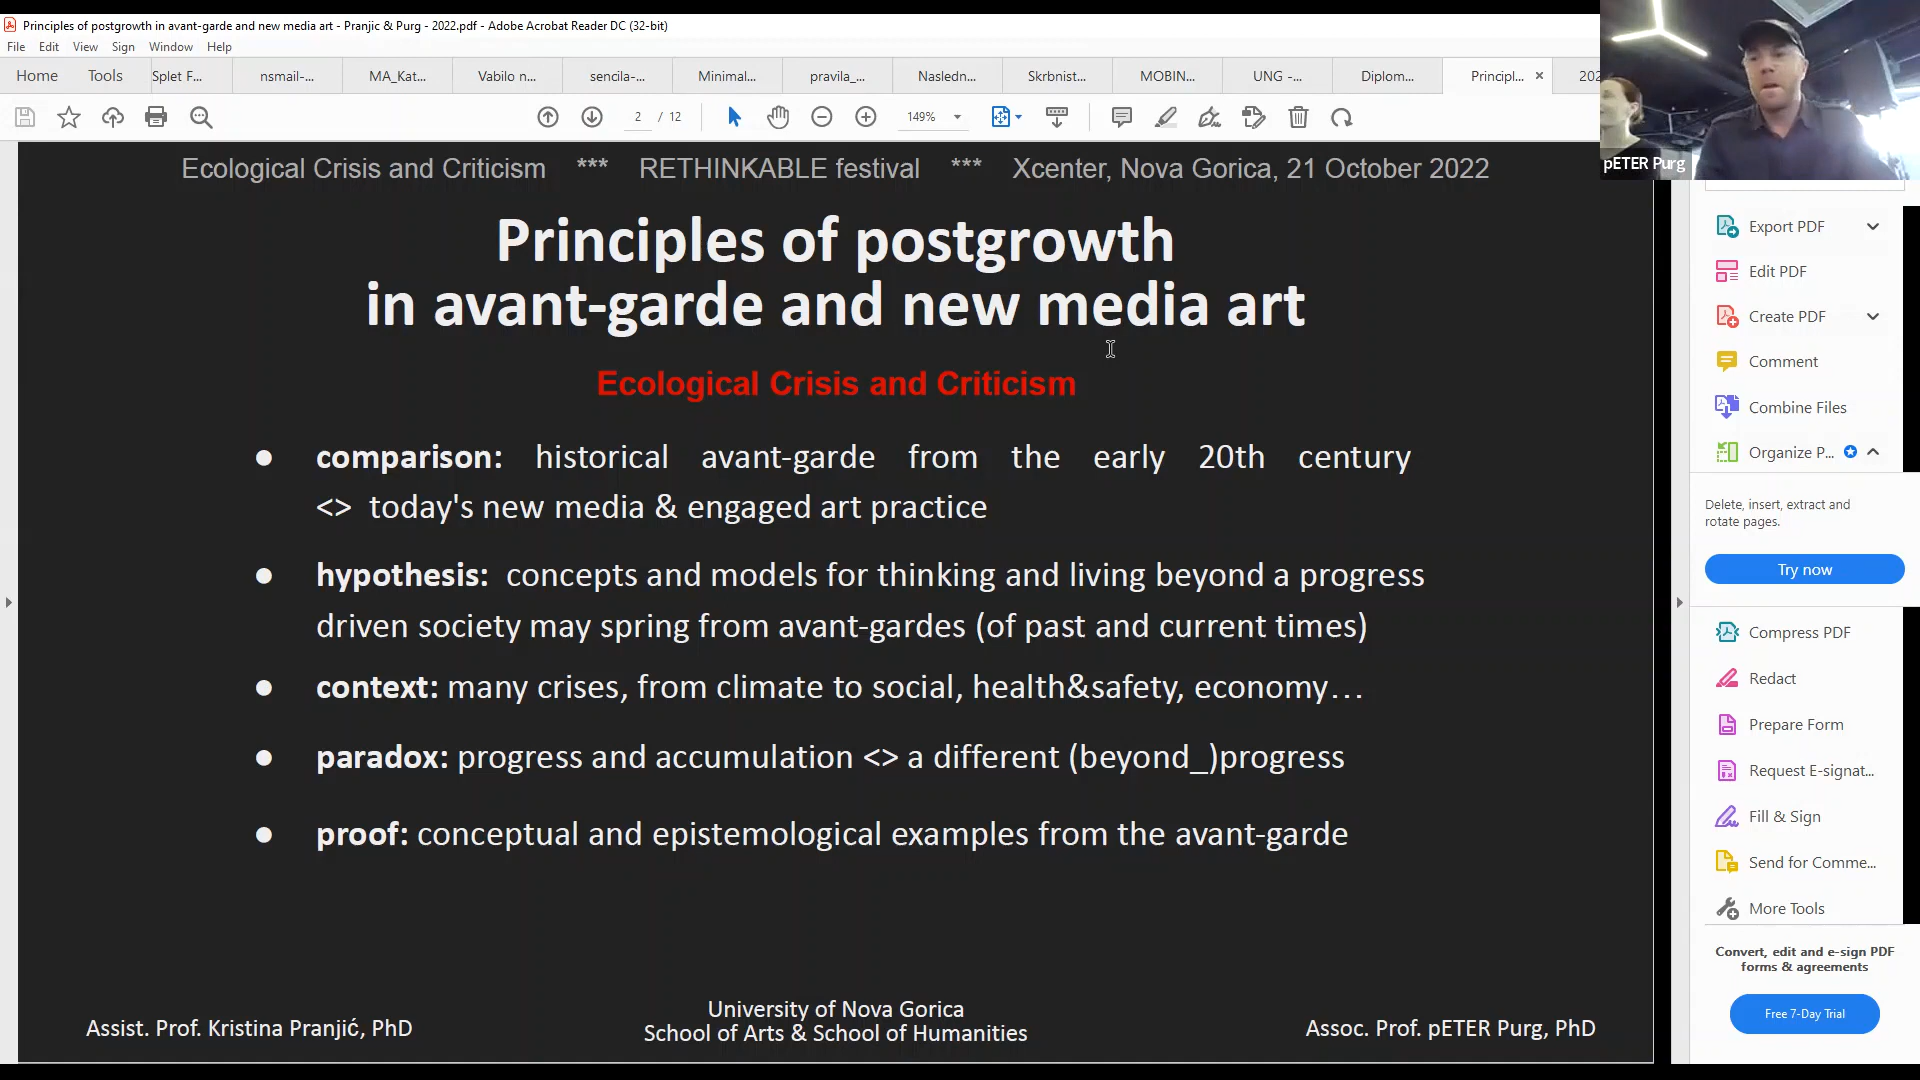 Principles of postgrowth in avant-garde and new media art - Pranjic & Purg - 2022.pdf - Adobe Acrobat Reader DC (32-bit)
File Edit View Sign Window Help
Home Tools Splet F... nsmail-... MA_Kat... Vabilo n... sencila-... Minimal... pravila_... Nasledn... Skrbnist... MOBIN... UNG -... Diplom... Principl... × 202
2 / 12 149%
pETER Purg
Ecological Crisis and Criticism *** RETHINKABLE festival *** Xcenter, Nova Gorica, 21 October 2022
Principles of postgrowth
in avant-garde and new media art
Ecological Crisis and Criticism
● comparison: historical avant-garde from the early 20th century
<> today's new media & engaged art practice
● hypothesis: concepts and models for thinking and living beyond a progress
driven society may spring from avant-gardes (of past and current times)
● context: many crises, from climate to social, health&safety, economy…
● paradox: progress and accumulation <> a different (beyond_)progress
● proof: conceptual and epistemological examples from the avant-garde
Assist. Prof. Kristina Pranjić, PhD
University of Nova Gorica
School of Arts & School of Humanities
Assoc. Prof. pETER Purg, PhD
Export PDF
Edit PDF
Create PDF
Comment
Combine Files
Organize P...
Delete, insert, extract and
rotate pages.
Try now
Compress PDF
Redact
Prepare Form
Request E-signat...
Fill & Sign
Send for Comme...
More Tools
Convert, edit and e-sign PDF
forms & agreements
Free 7-Day Trial